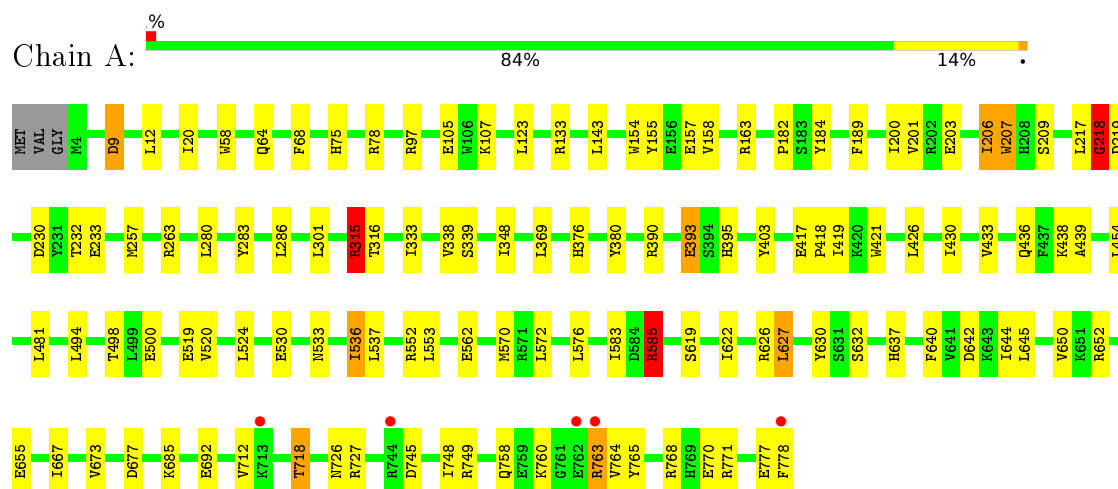 .%
Chain A:
84% 14% •
MET VAL GLY M4 D9 L12 I20 W58 Q64 F68 H75 R78 R97 E105 W106 K107 L123 R133 L143 W154 Y155 E156 E157 V158 R163 P182 S183 Y184 F189 I200 V201 R202 E203 I206 W207 H208 S209 L217 G218 D219
D230 Y231 T232 E233 M257 R263 L280 Y283 L286 L301 R315 T316 I333 V338 S339 I348 L369 H376 Y380 R390 E393 S394 H395 Y403 E417 P418 I419 K420 W421 L426 I430 V433 Q436 F437 K438 A439
L481 L494 T498 L499 E500 E519 V520 L524 E530 N533 I536 L537 R552 L553 E562 M570 R571 L572 L576 I583 D584 R585 S619 I622 R626 L627 Y630 S631 S632 H637 F640 V641 D642 K643 I644 L645 V650 K651 R652
E655 I667 V673 D677 K685 E692 V712 K713 T718 N726 R727 R744 D745 I748 R749 Q758 E759 K760 G761 E762 R763 V764 Y765 R768 H769 E770 R771 E777 F778